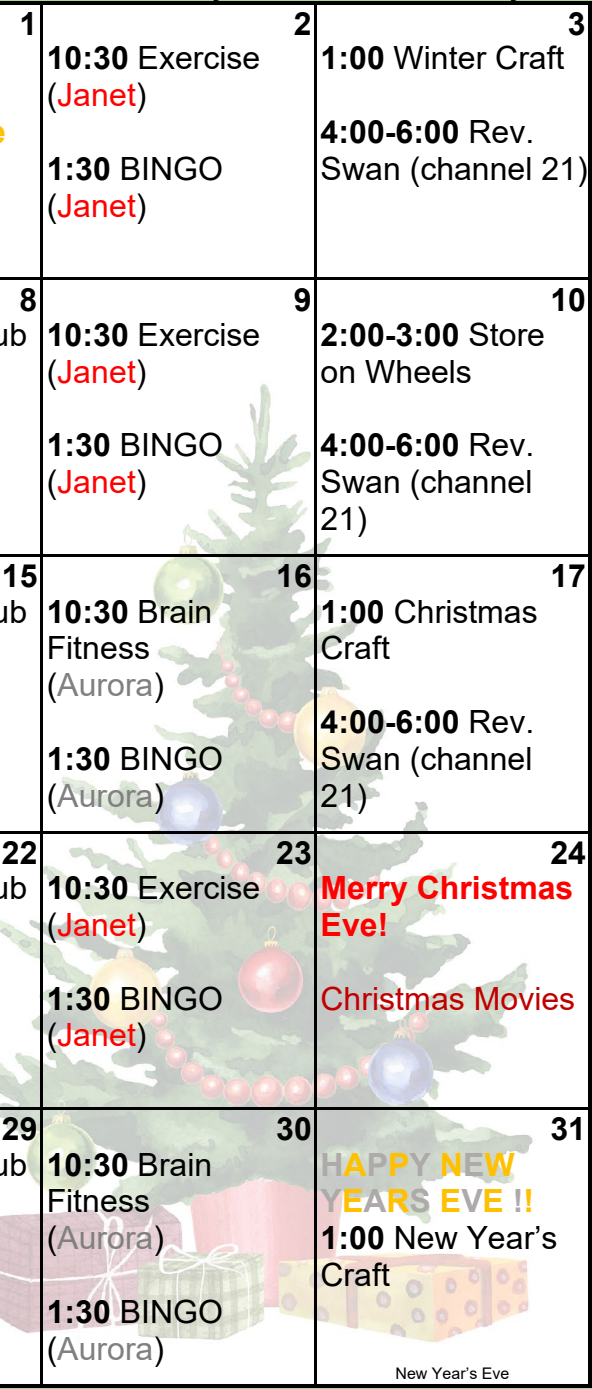 1
e
2
10:30 Exercise
(Janet)
1:30 BINGO
(Janet)
3
1:00 Winter Craft
4:00-6:00 Rev.
Swan (channel 21)
8
ub
9
10:30 Exercise
(Janet)
1:30 BINGO
(Janet)
10
2:00-3:00 Store
on Wheels
4:00-6:00 Rev.
Swan (channel
21)
15
ub
16
10:30 Brain
Fitness
(Aurora)
1:30 BINGO
(Aurora)
17
1:00 Christmas
Craft
4:00-6:00 Rev.
Swan (channel
21)
22
ub
23
10:30 Exercise
(Janet)
1:30 BINGO
(Janet)
24
Merry Christmas
Eve!
Christmas Movies
29
ub
30
10:30 Brain
Fitness
(Aurora)
1:30 BINGO
(Aurora)
31
HAPPY NEW
YEARS EVE !!
1:00 New Year’s
Craft
New Year’s Eve